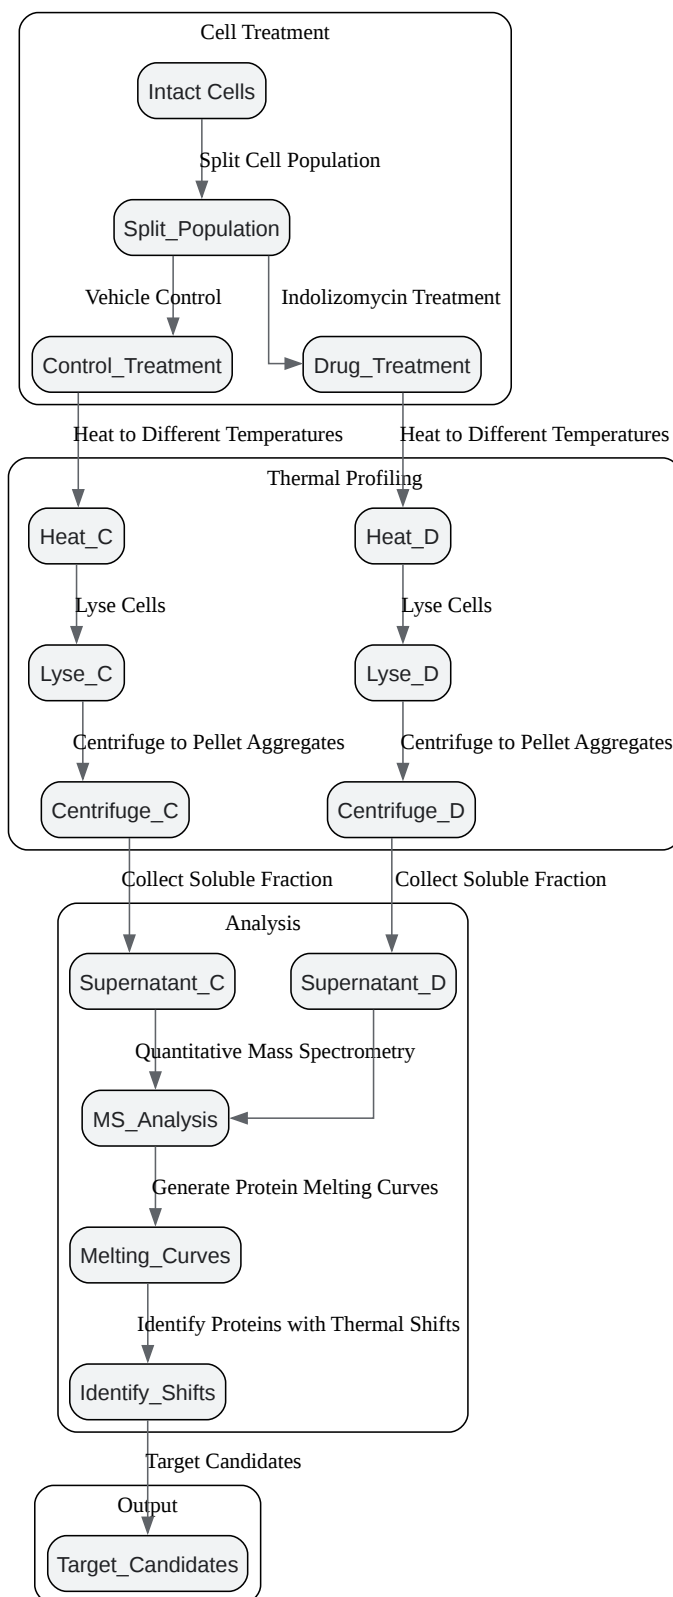 Cell Treatment
Intact Cells
Split Cell Population
Split_Population
Vehicle Control
Indolizomycin Treatment
Control_Treatment
Drug_Treatment
Heat to Different Temperatures
Heat to Different Temperatures
Thermal Profiling
Heat_C
Heat_D
Lyse Cells
Lyse Cells
Lyse_C
Lyse_D
Centrifuge to Pellet Aggregates
Centrifuge to Pellet Aggregates
Centrifuge_C
Centrifuge_D
Collect Soluble Fraction
Collect Soluble Fraction
Analysis
Supernatant_C
Supernatant_D
Quantitative Mass Spectrometry
MS_Analysis
Generate Protein Melting Curves
Melting_Curves
Identify Proteins with Thermal Shifts
Identify_Shifts
Target Candidates
Output
Target_Candidates